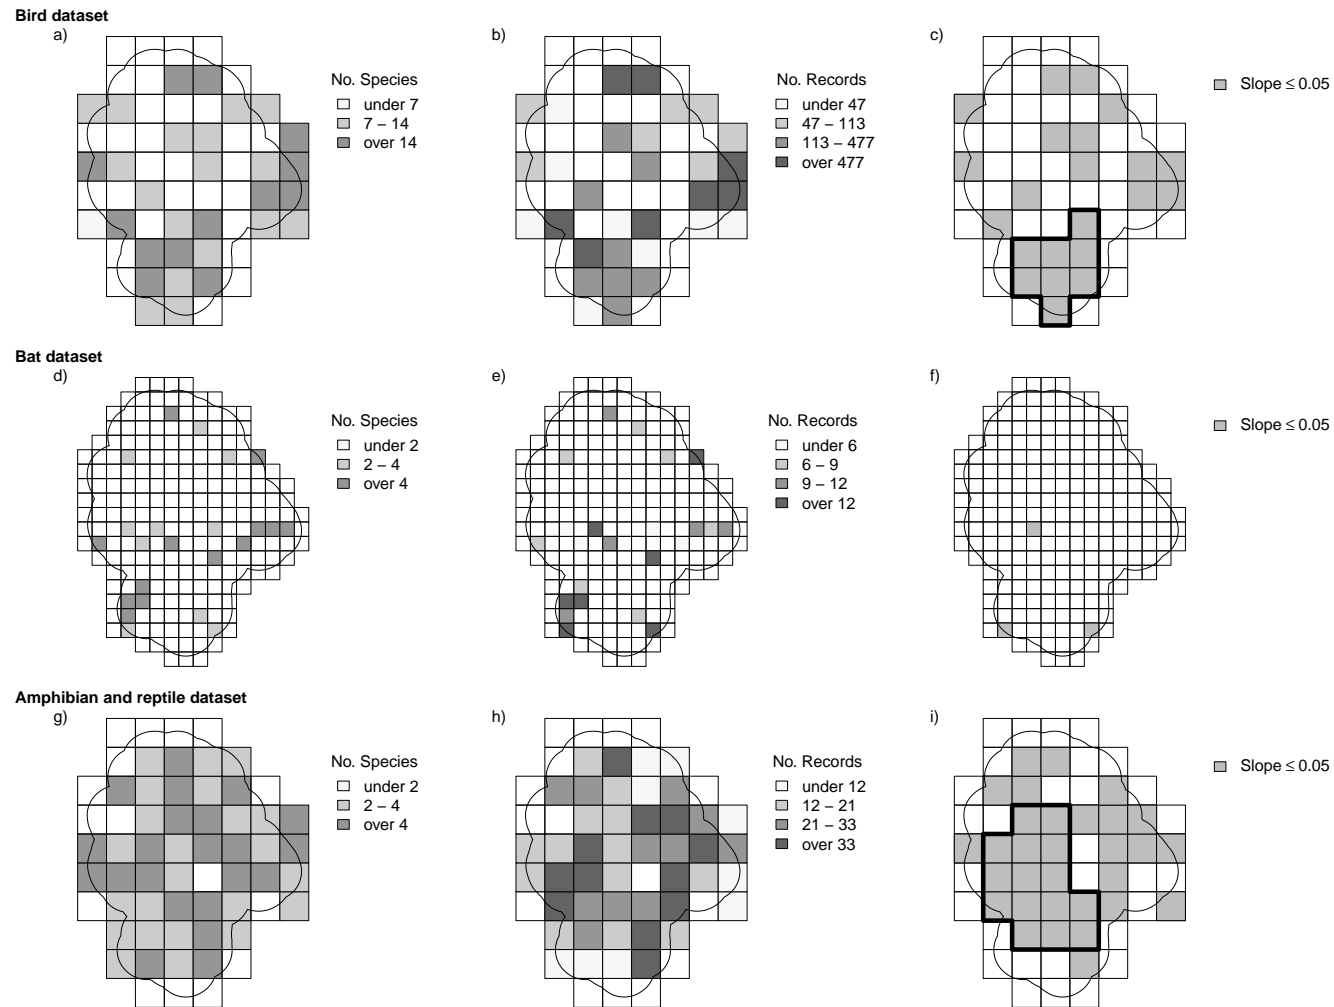 Bird dataset
a)
No. Species
under 7
7 – 14
over 14
b)
No. Records
under 47
47 – 113
113 – 477
over 477
c)
Slope ≤ 0.05
Bat dataset
d)
No. Species
under 2
2 – 4
over 4
e)
No. Records
under 6
6 – 9
9 – 12
over 12
f)
Slope ≤ 0.05
Amphibian and reptile dataset
g)
No. Species
under 2
2 – 4
over 4
h)
No. Records
under 12
12 – 21
21 – 33
over 33
i)
Slope ≤ 0.05